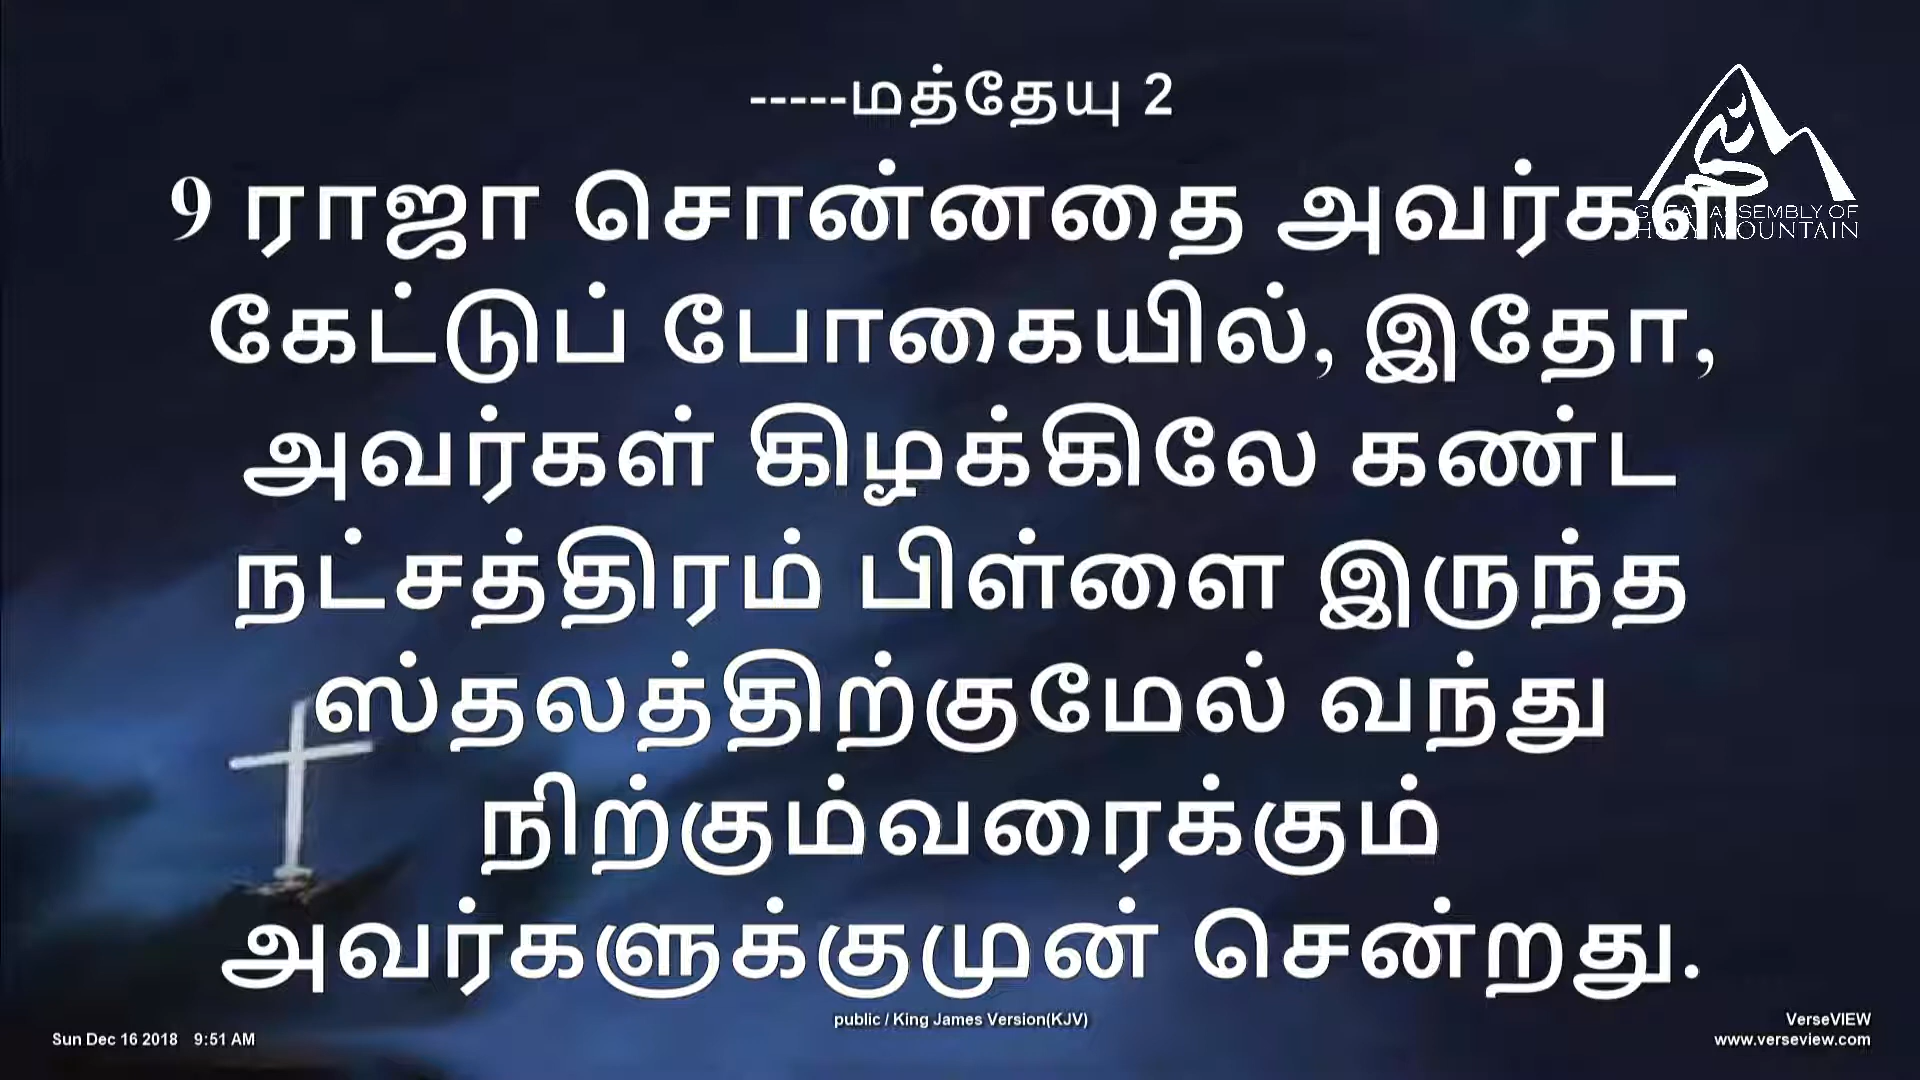 -----மத்தேயு 2
9 ராஜா சொன்னதை அவர்கள்
கேட்டுப் போகையில், இதோ,
அவர்கள் கிழக்கிலே கண்ட
நட்சத்திரம் பிள்ளை இருந்த
ஸ்தலத்திற்குமேல் வந்து
நிற்கும்வரைக்கும்
அவர்களுக்குமுன் சென்றது.
GREAT ASSEMBLY OF
HOLY MOUNTAIN
public / King James Version(KJV)
Sun Dec 16 2018 9:51 AM
VerseVIEW
www.verseview.com